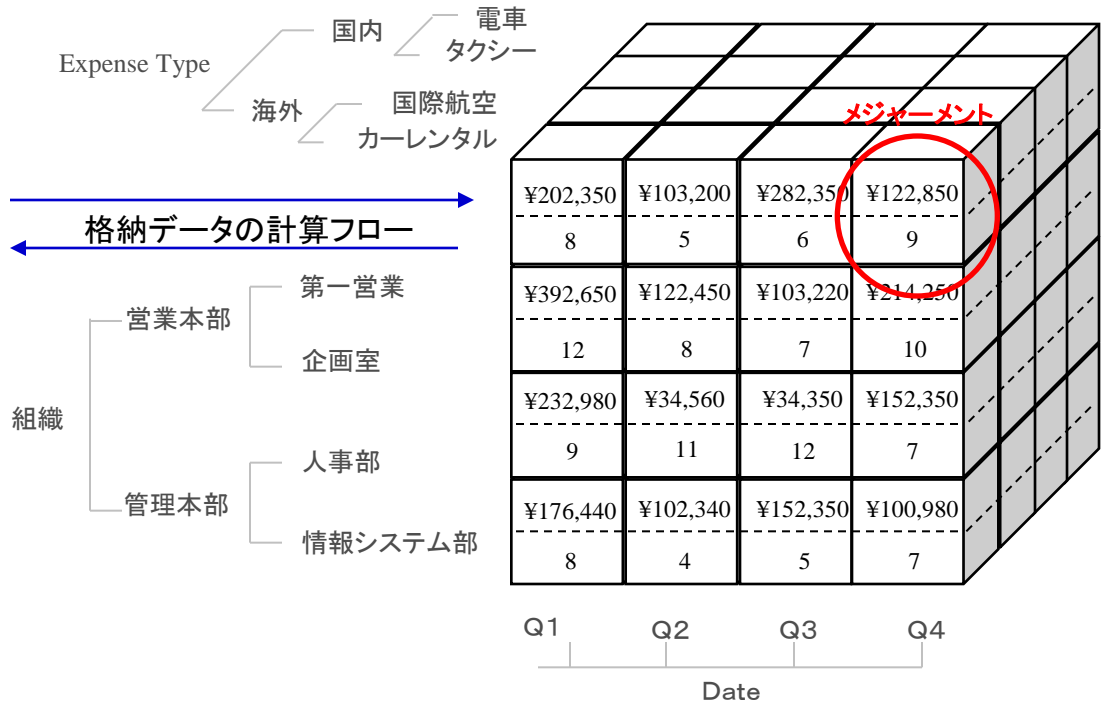 電車
国内
タクシー
Expense Type
国際航空
海外
カーレンタル
メジャーメント
¥202,350 ¥103,200 ¥282,350 ¥122,850
8 5 6 9
格納データの計算フロー
第一営業
営業本部
企画室
¥392,650 ¥122,450 ¥103,220 ¥214,250
12 8 7 10
組織
人事部
管理本部
情報システム部
¥232,980 ¥34,560 ¥34,350 ¥152,350
9 11 12 7
¥176,440 ¥102,340 ¥152,350 ¥100,980
8 4 5 7
Q1 Q2 Q3 Q4
Date